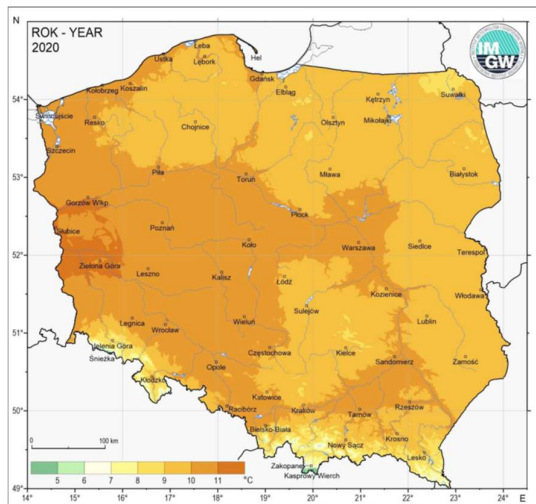 N
ROK - YEAR
2020
IM
GW
Łeba
Ustka
Lębork
Hel
Gdańsk
Kołobrzeg
Koszalin
Elbląg
Kętrzyn
Suwałki
54°
Świnoujście
Resko
Chojnice
Olsztyn
Mikołajki
Szczecin
Piła
Toruń
Mława
Białystok
53°
Gorzów Wlkp.
Płock
Słubice
Poznań
Koło
Warszawa
Siedlce
Terespol
52°
Zielona Góra
Leszno
Kalisz
Łódź
Kozienice
Włodawa
Wieluń
Sulejów
Lublin
51°
Legnica
Wrocław
Jelenia Góra
Śnieżka
Częstochowa
Kielce
Sandomierz
Zamość
Opole
Kłodzko
Katowice
Racibórz
Kraków
Tarnów
Rzeszów
50°
Bielsko-Biała
Nowy Sącz
Krosno
Lesko
0 100 km
Zakopane
Kasprowy Wierch
5 6 7 8 9 10 11 °C
49°
14° 15° 16° 17° 18° 19° 20° 21° 22° 23° E